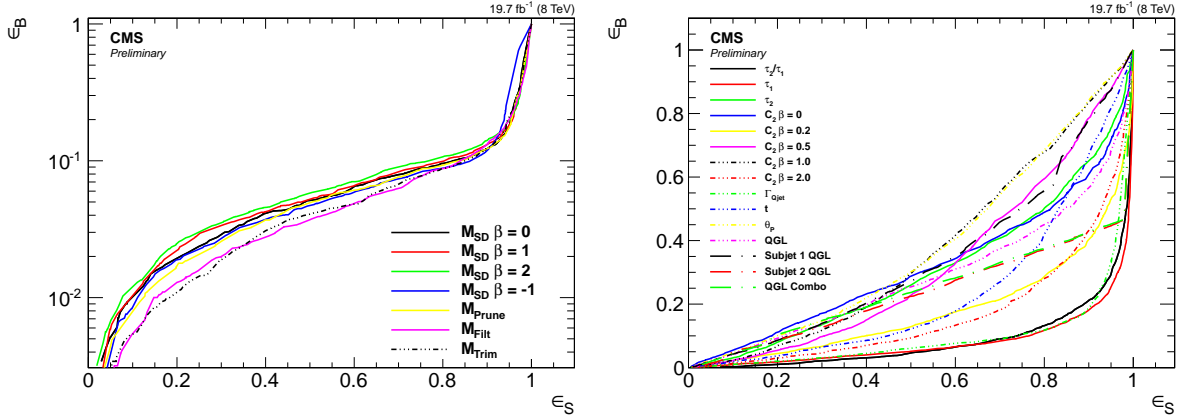 19.7 fb⁻¹ (8 TeV)
∈_B
CMS
Preliminary
1
10⁻¹
10⁻²
M_SD β = 0
M_SD β = 1
M_SD β = 2
M_SD β = -1
M_Prune
M_Filt
M_Trim
0 0.2 0.4 0.6 0.8 1
∈_S
19.7 fb⁻¹ (8 TeV)
∈_B
CMS
Preliminary
τ₂/τ₁
τ₁
τ₂
C₂ β = 0
C₂ β = 0.2
C₂ β = 0.5
C₂ β = 1.0
C₂ β = 2.0
Γ_Qjet
t
θ_P
QGL
Subjet 1 QGL
Subjet 2 QGL
QGL Combo
1
0.8
0.6
0.4
0.2
0
0 0.2 0.4 0.6 0.8 1
∈_S